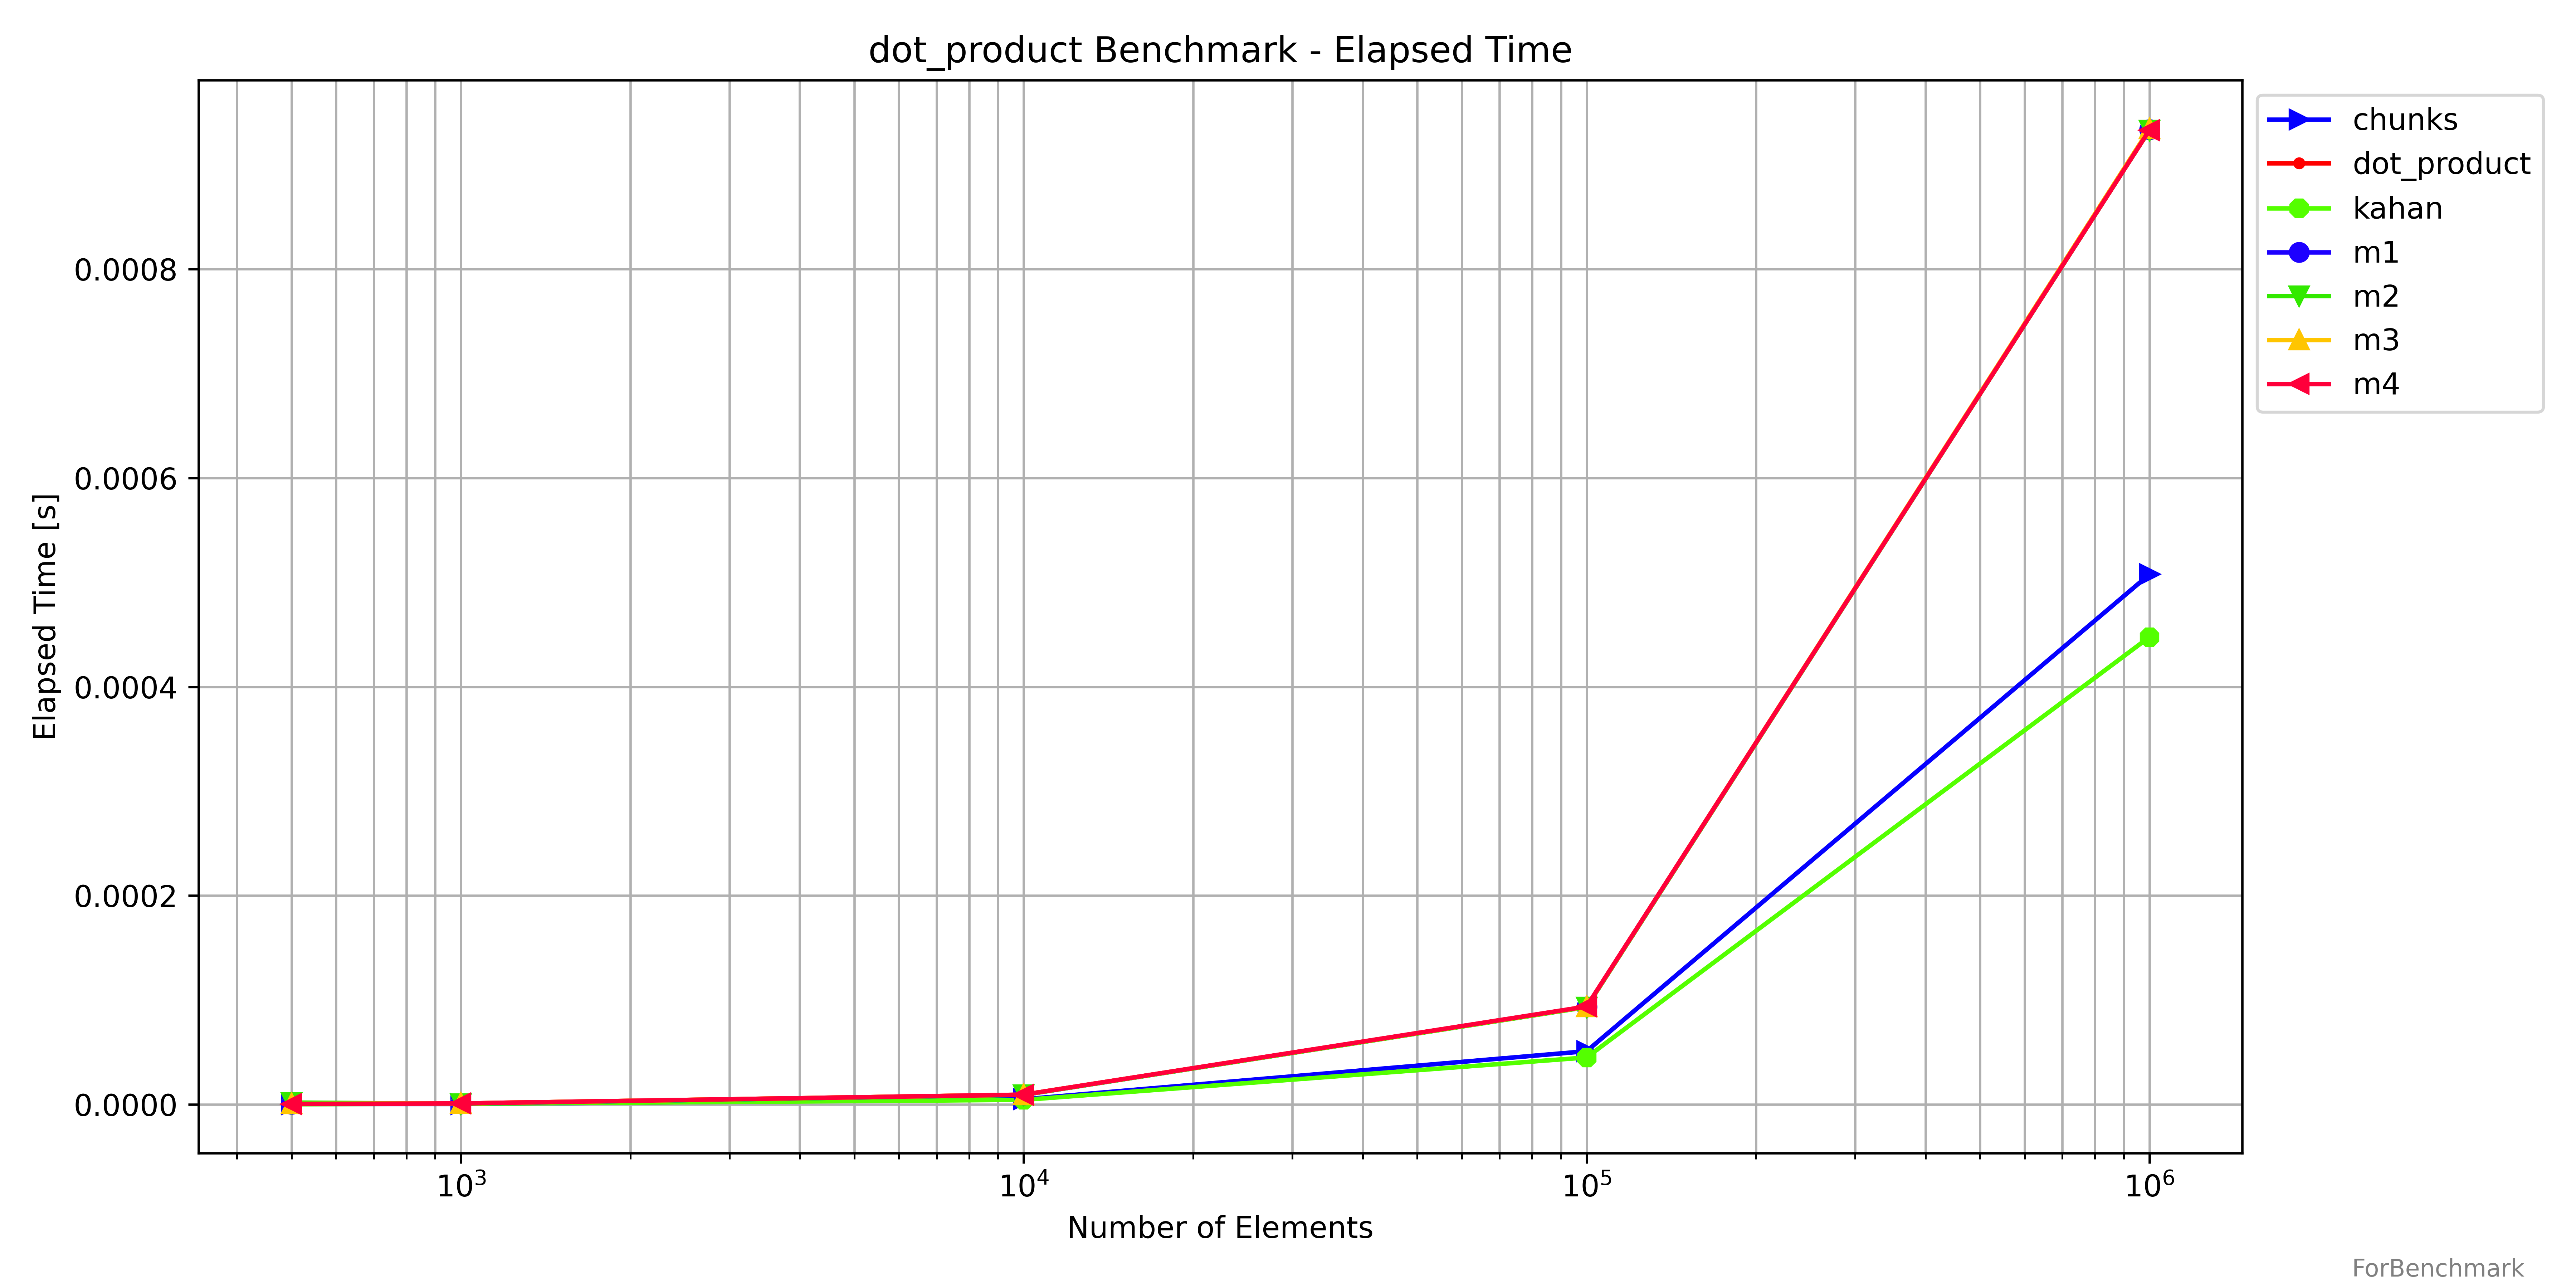 dot_product Benchmark - Elapsed Time
chunks
dot_product
kahan
m1
m2
m3
m4
Elapsed Time [s]
0.0008
0.0006
0.0004
0.0002
0.0000
10³ 10⁴ 10⁵ 10⁶
Number of Elements
ForBenchmark